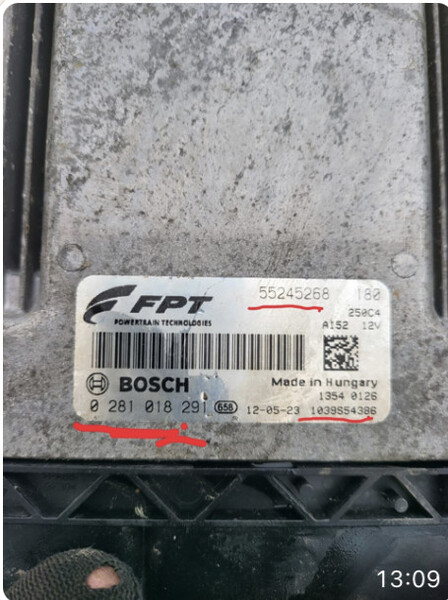 FPT
POWERTRAIN TECHNOLOGIES
55245268 180
250C4
A152 12V
BOSCH
Made in Hungary
1354 0126
0 281 018 291 656 12-05-23 1039S54386
13:09